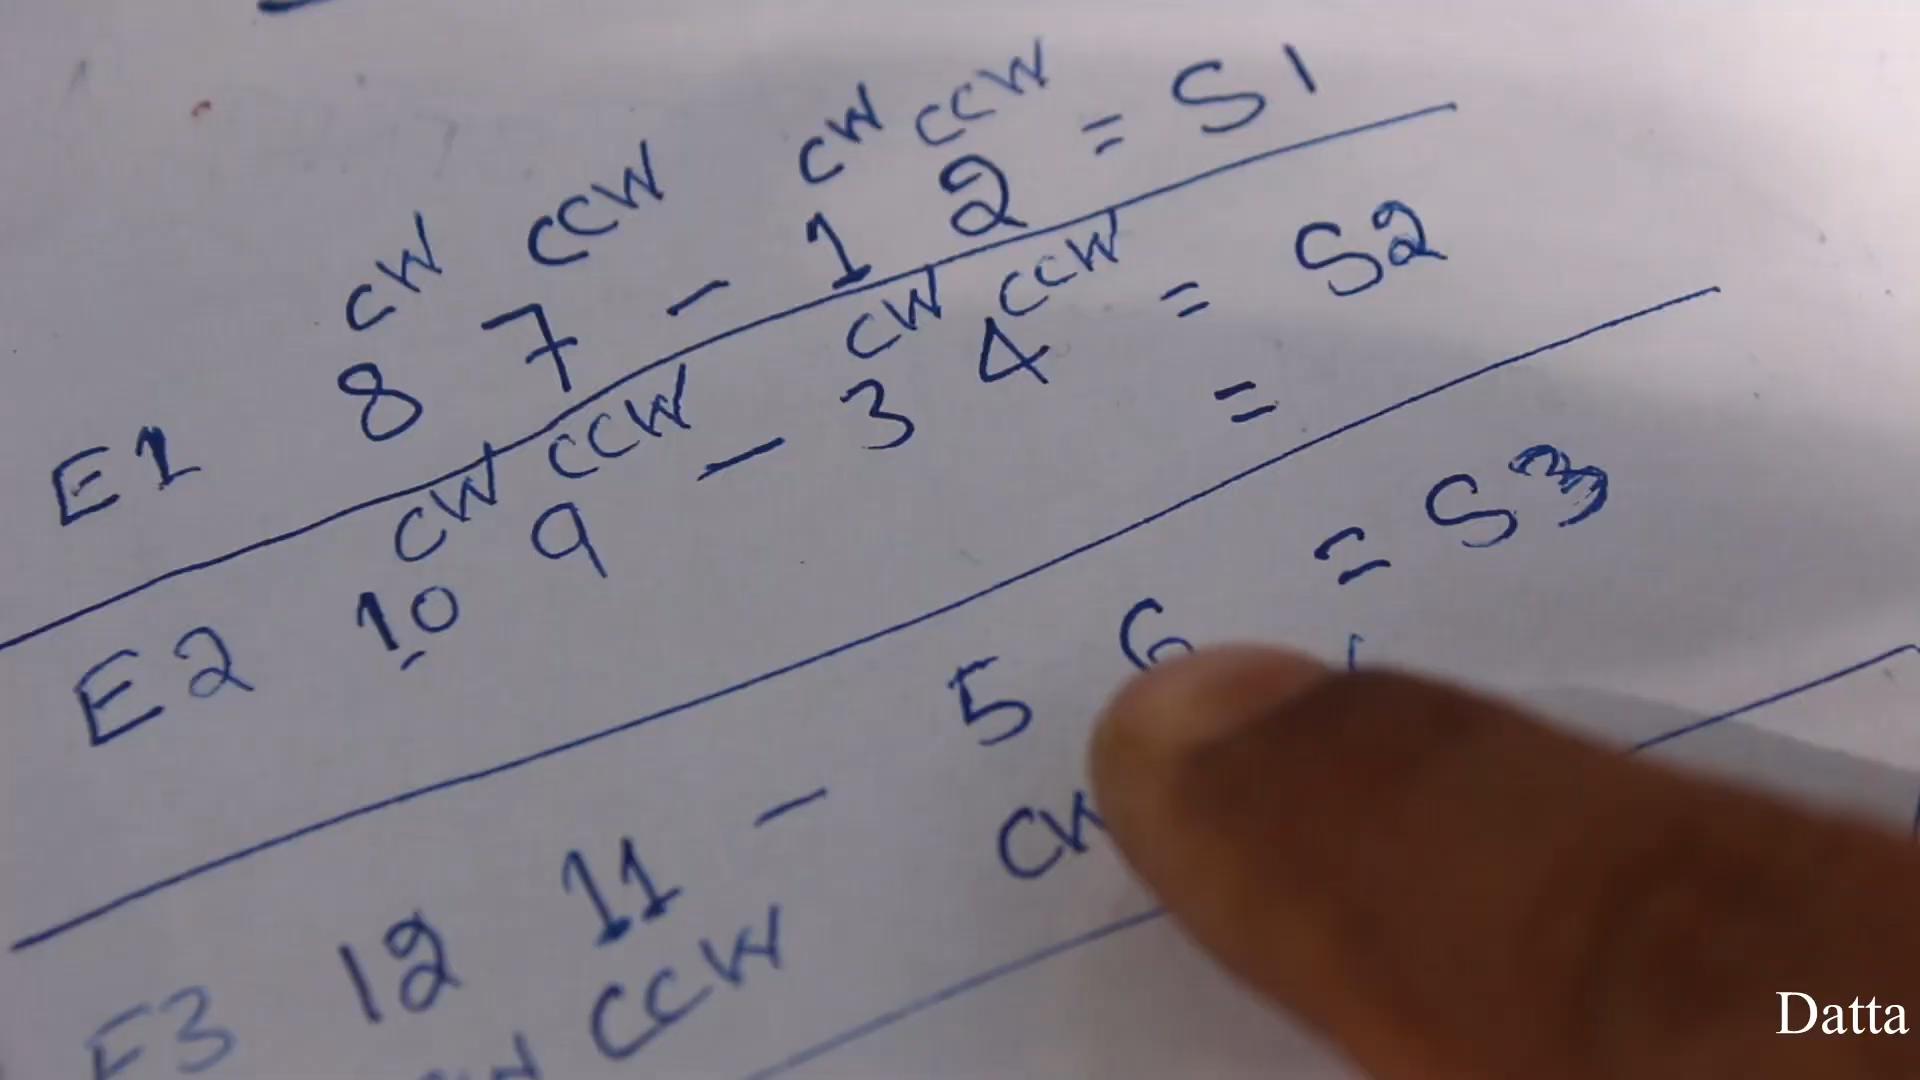 CW CCW CW CCW
E1 8 7 - 1 2 = S1
CW CCW CW CCW
E2 10 9 - 3 4 = S2
=
E3 12 11 - 5 6 = S3
CCW
Datta